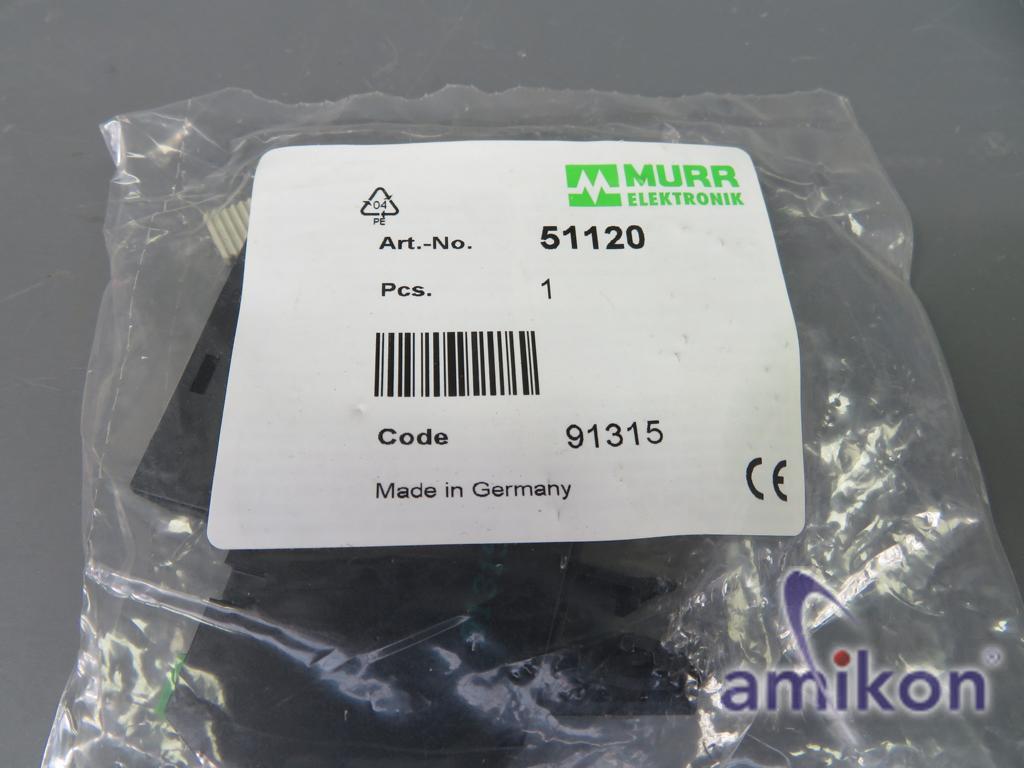 MURR
ELEKTRONIK
04
PE
Art.-No. 51120
Pcs. 1
Code 91315
Made in Germany
CE
amikon®